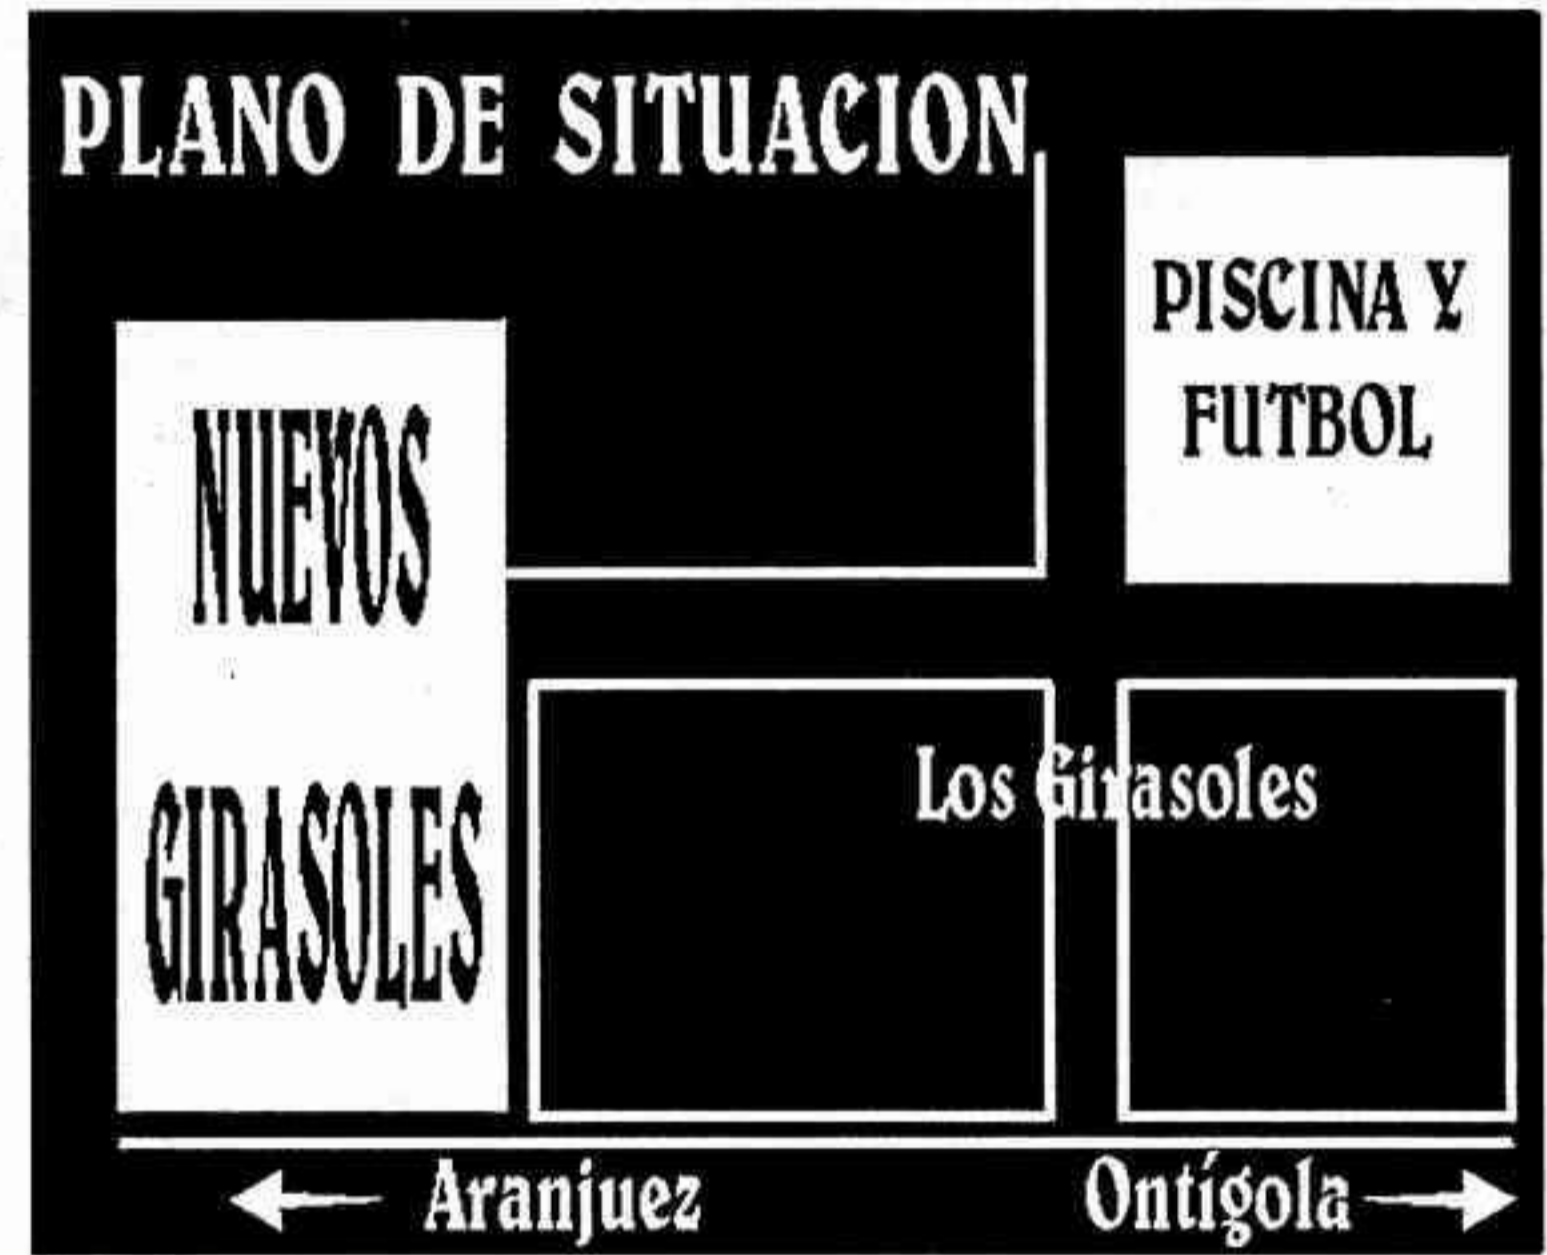 PLANO DE SITUACION
PISCINA Y
FUTBOL
NUEVOS
GIRASOLES
Los Girasoles
Aranjuez
Ontígola